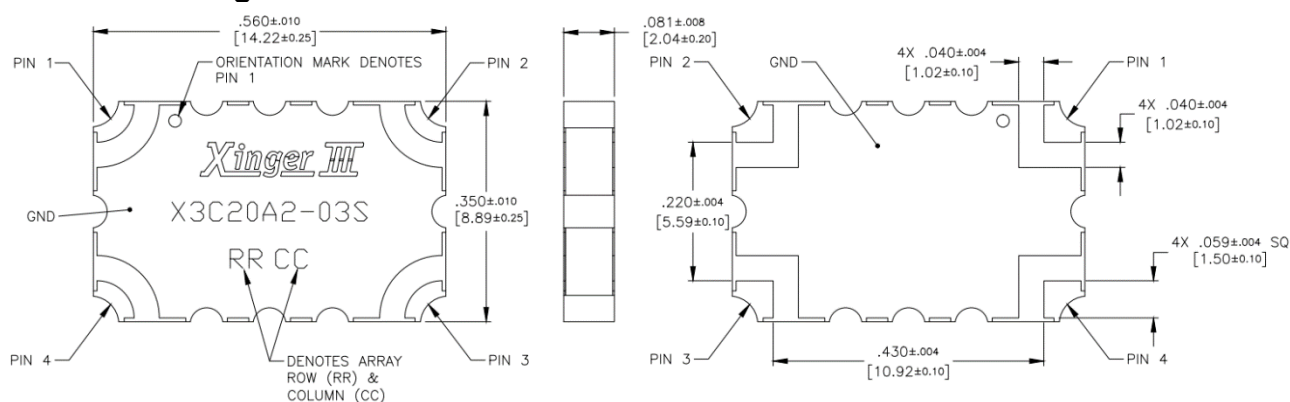 .560±.010
[14.22±0.25]
PIN 1
ORIENTATION MARK DENOTES
PIN 1
PIN 2
Xinger III
X3C20A2-03S
RR CC
GND
.350±.010
[8.89±0.25]
PIN 4
DENOTES ARRAY
ROW (RR) &
COLUMN (CC)
PIN 3
.081±.008
[2.04±0.20]
PIN 2
GND
4X .040±.004
[1.02±0.10]
PIN 1
4X .040±.004
[1.02±0.10]
.220±.004
[5.59±0.10]
4X .059±.004 SQ
[1.50±0.10]
PIN 3
.430±.004
[10.92±0.10]
PIN 4